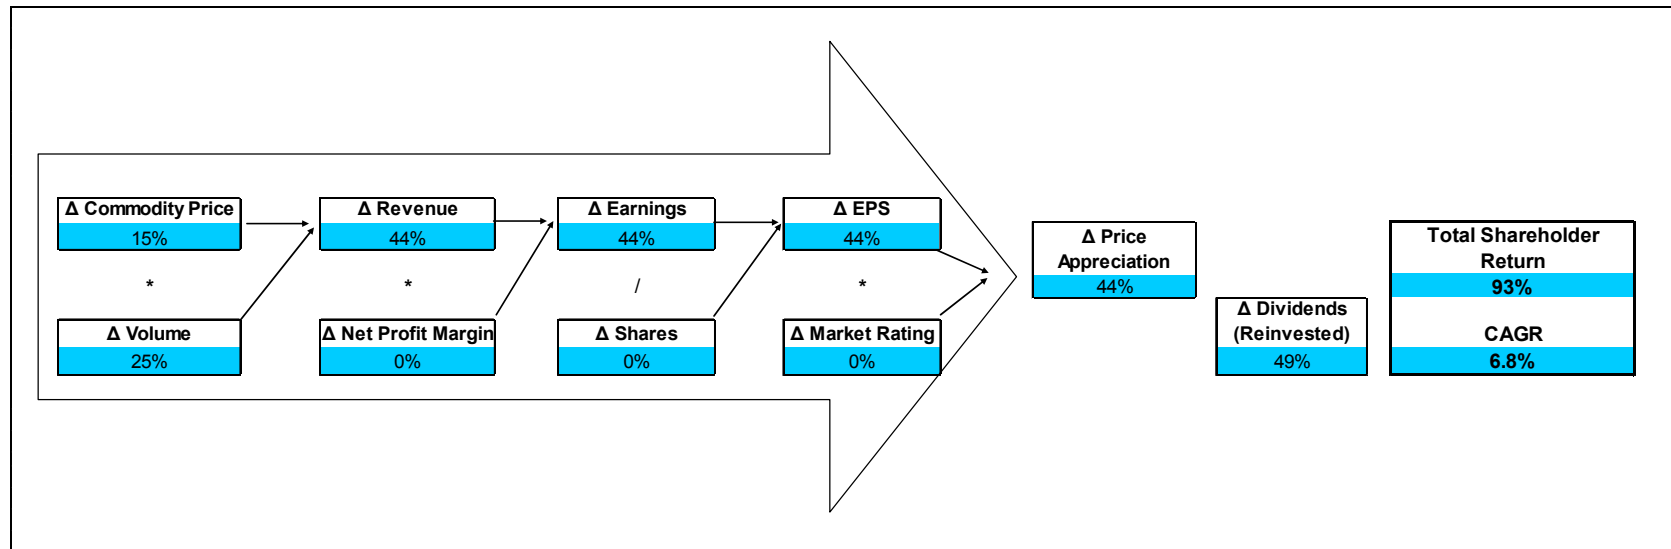 Δ Commodity Price
15%
*
Δ Volume
25%
Δ Revenue
44%
*
Δ Net Profit Margin
0%
Δ Earnings
44%
/
Δ Shares
0%
Δ EPS
44%
*
Δ Market Rating
0%
Δ Price
Appreciation
44%
Δ Dividends
(Reinvested)
49%
Total Shareholder
Return
93%
CAGR
6.8%